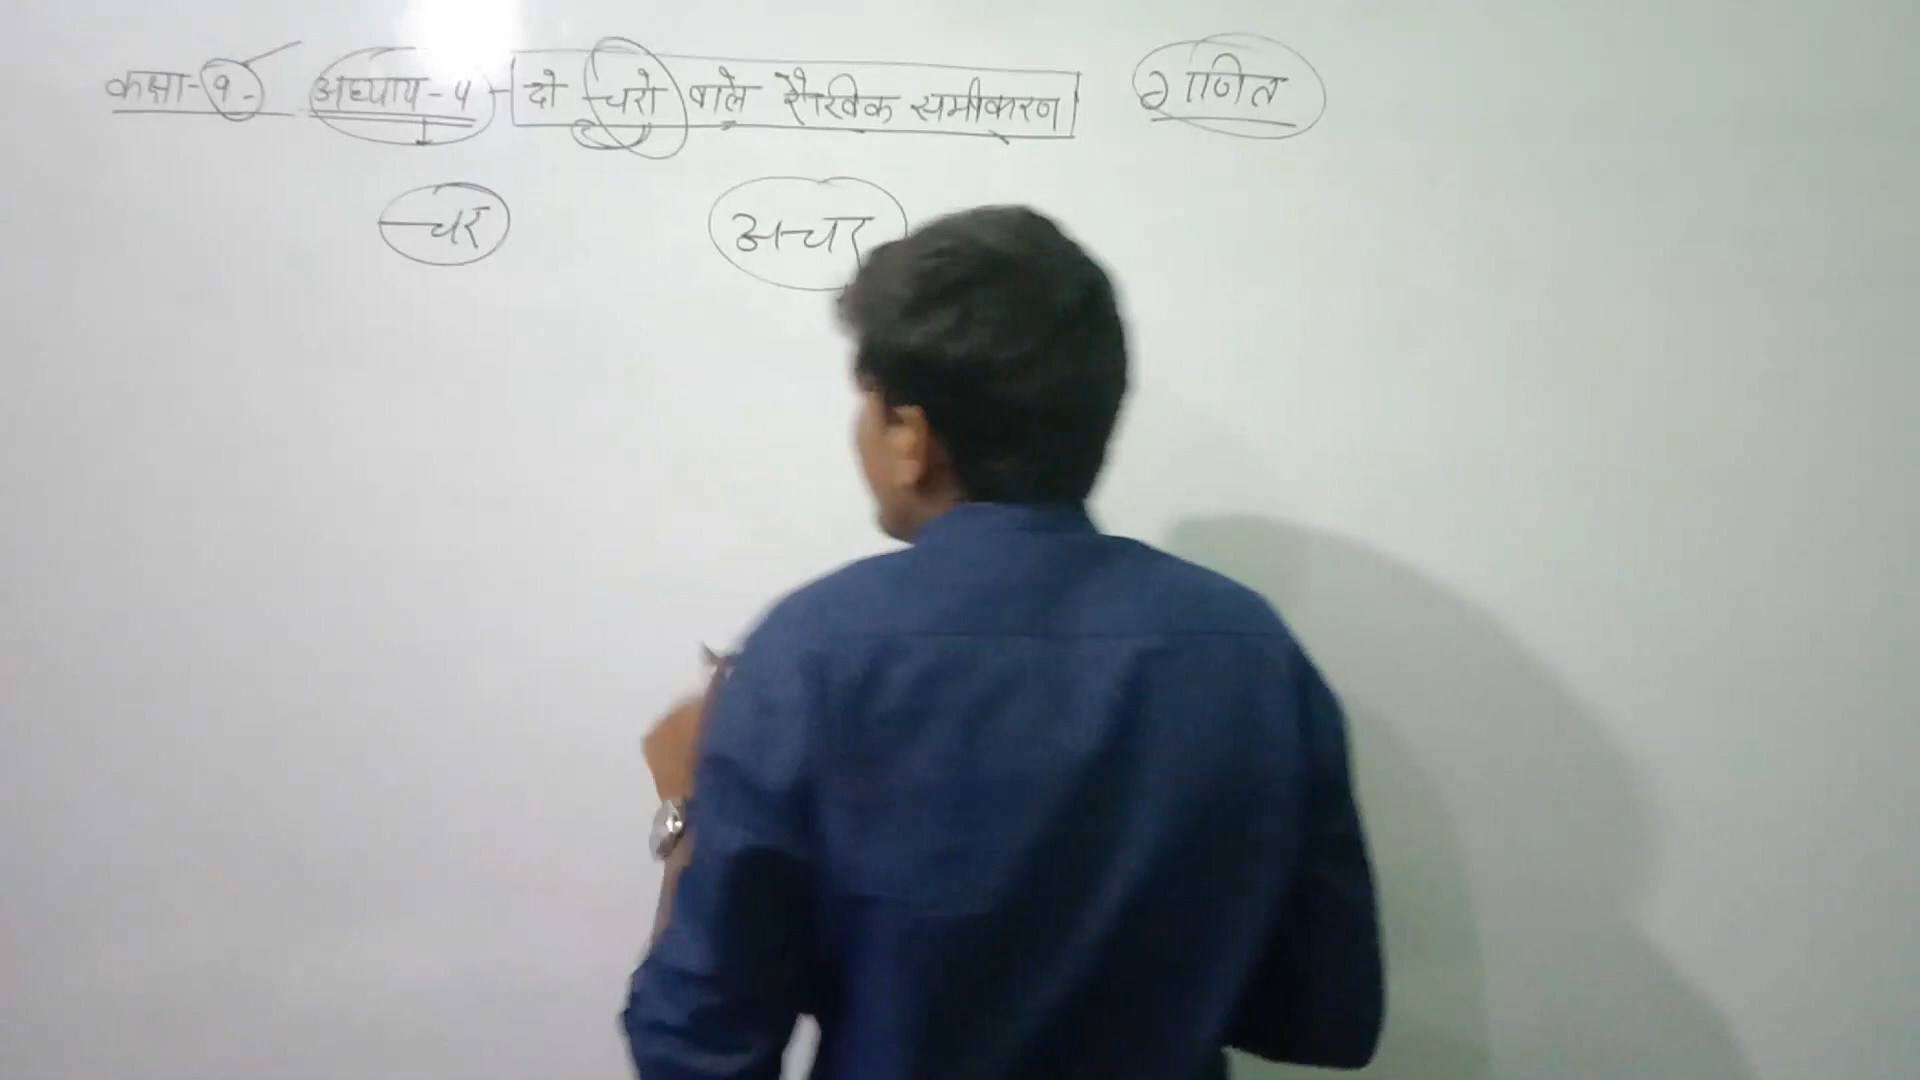 कक्षा-9- अध्याय-4- दो चरो वाले रैखिक समीकरण गणित
चर अचर